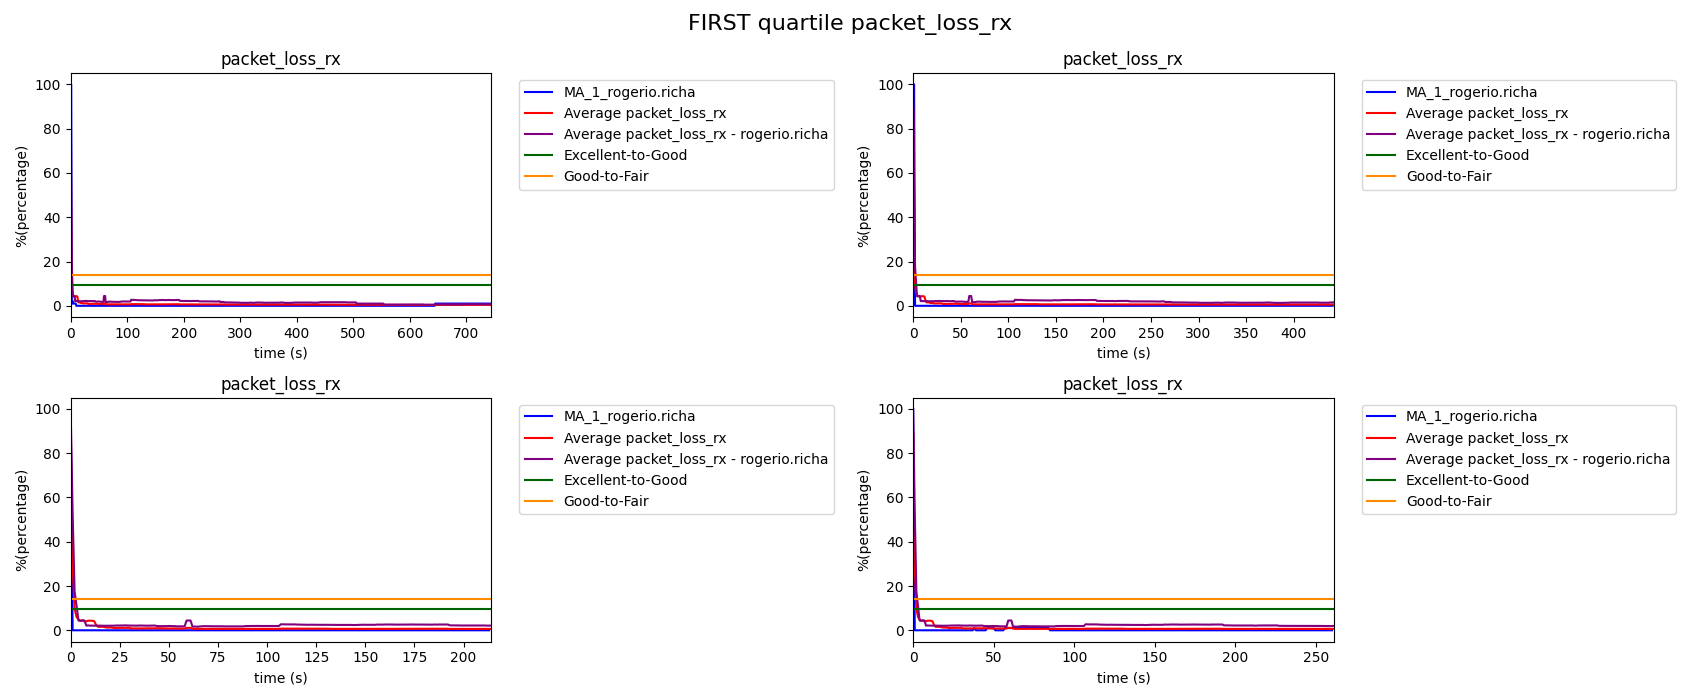 FIRST quartile packet_loss_rx
packet_loss_rx
100
80
60
40
20
0
%(percentage)
0 100 200 300 400 500 600 700
time (s)
MA_1_rogerio.richa
Average packet_loss_rx
Average packet_loss_rx - rogerio.richa
Excellent-to-Good
Good-to-Fair
packet_loss_rx
100
80
60
40
20
0
%(percentage)
0 50 100 150 200 250 300 350 400
time (s)
MA_1_rogerio.richa
Average packet_loss_rx
Average packet_loss_rx - rogerio.richa
Excellent-to-Good
Good-to-Fair
packet_loss_rx
100
80
60
40
20
0
%(percentage)
0 25 50 75 100 125 150 175 200
time (s)
MA_1_rogerio.richa
Average packet_loss_rx
Average packet_loss_rx - rogerio.richa
Excellent-to-Good
Good-to-Fair
packet_loss_rx
100
80
60
40
20
0
%(percentage)
0 50 100 150 200 250
time (s)
MA_1_rogerio.richa
Average packet_loss_rx
Average packet_loss_rx - rogerio.richa
Excellent-to-Good
Good-to-Fair